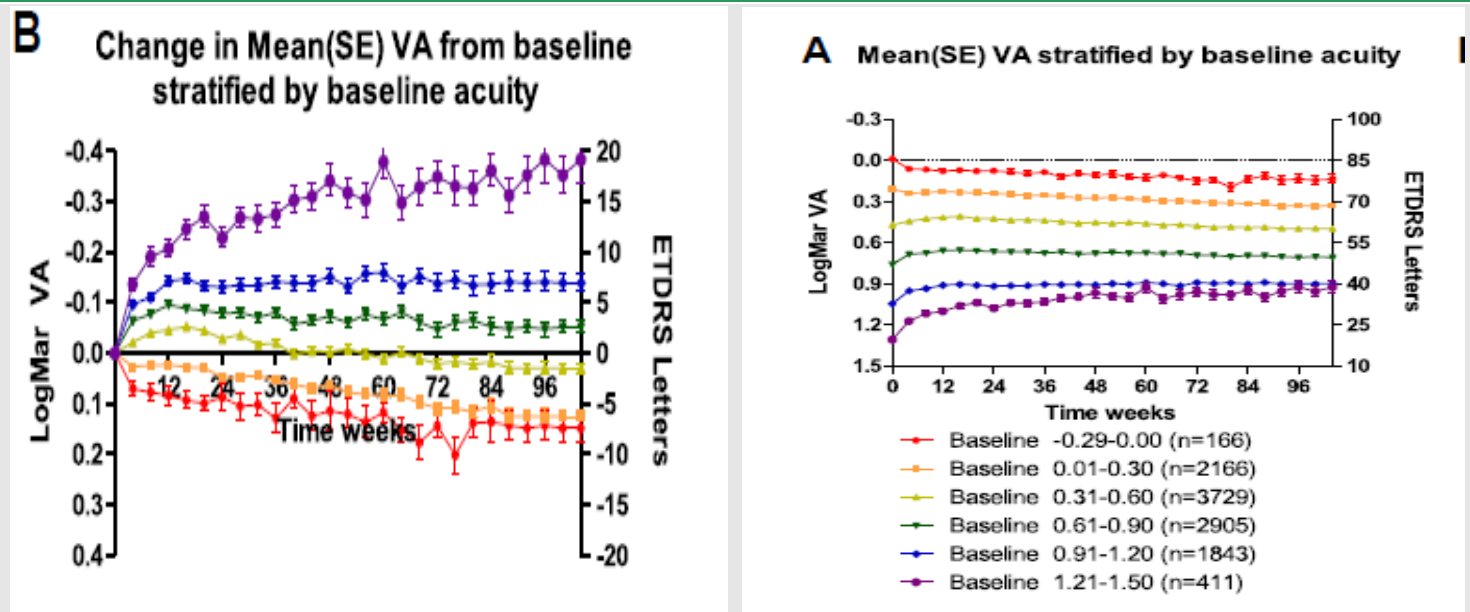 B
Change in Mean(SE) VA from baseline
stratified by baseline acuity
LogMar VA
-0.4
-0.3
-0.2
-0.1
0.0
0.1
0.2
0.3
0.4
12
24
36
48
60
72
84
96
Time weeks
20
15
10
5
0
-5
-10
-15
-20
ETDRS Letters
A
Mean(SE) VA stratified by baseline acuity
LogMar VA
-0.3
0.0
0.3
0.6
0.9
1.2
1.5
0
12
24
36
48
60
72
84
96
Time weeks
100
85
70
55
40
25
10
ETDRS Letters
Baseline -0.29-0.00 (n=166)
Baseline 0.01-0.30 (n=2166)
Baseline 0.31-0.60 (n=3729)
Baseline 0.61-0.90 (n=2905)
Baseline 0.91-1.20 (n=1843)
Baseline 1.21-1.50 (n=411)